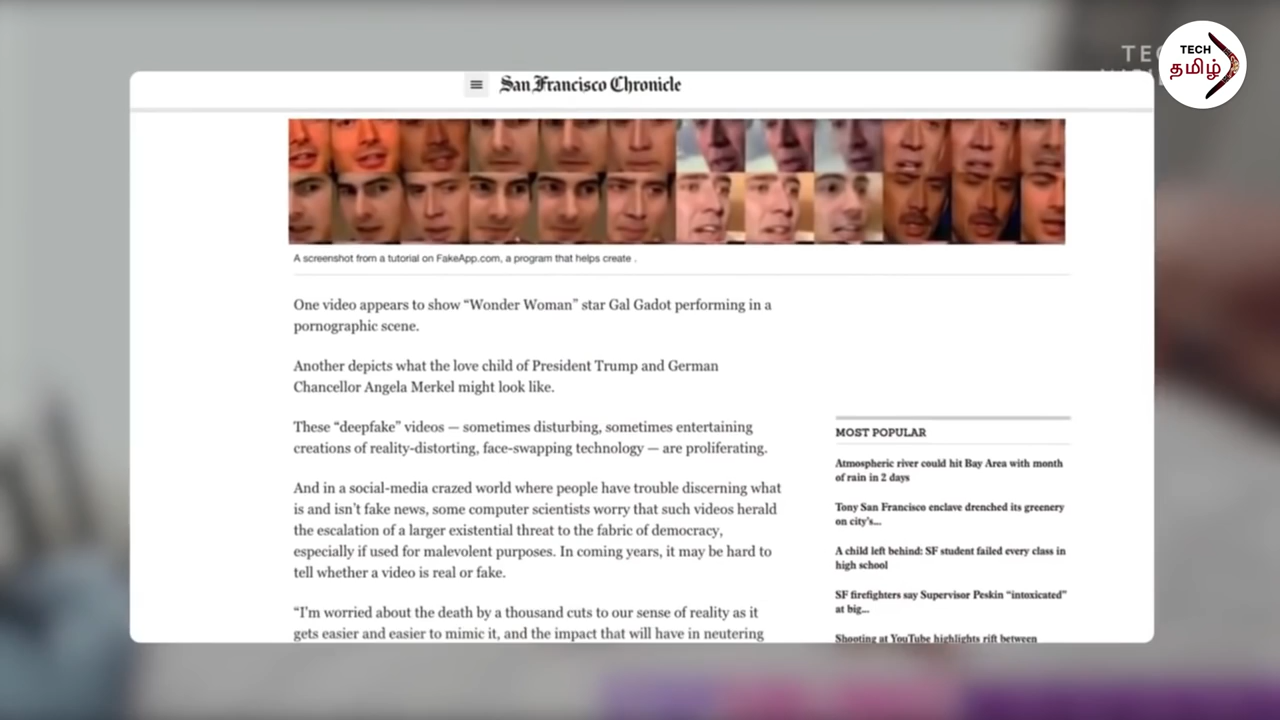 TECH
தமிழ்
San Francisco Chronicle
A screenshot from a tutorial on FakeApp.com, a program that helps create .
One video appears to show “Wonder Woman” star Gal Gadot performing in a
pornographic scene.
Another depicts what the love child of President Trump and German
Chancellor Angela Merkel might look like.
These “deepfake” videos — sometimes disturbing, sometimes entertaining
creations of reality-distorting, face-swapping technology — are proliferating.
And in a social-media crazed world where people have trouble discerning what
is and isn’t fake news, some computer scientists worry that such videos herald
the escalation of a larger existential threat to the fabric of democracy,
especially if used for malevolent purposes. In coming years, it may be hard to
tell whether a video is real or fake.
“I’m worried about the death by a thousand cuts to our sense of reality as it
gets easier and easier to mimic it, and the impact that will have in neutering
MOST POPULAR
Atmospheric river could hit Bay Area with month
of rain in 2 days
Tony San Francisco enclave drenched its greenery
on city’s...
A child left behind: SF student failed every class in
high school
SF firefighters say Supervisor Peskin “intoxicated”
at big...
Shooting at YouTube highlights rift between